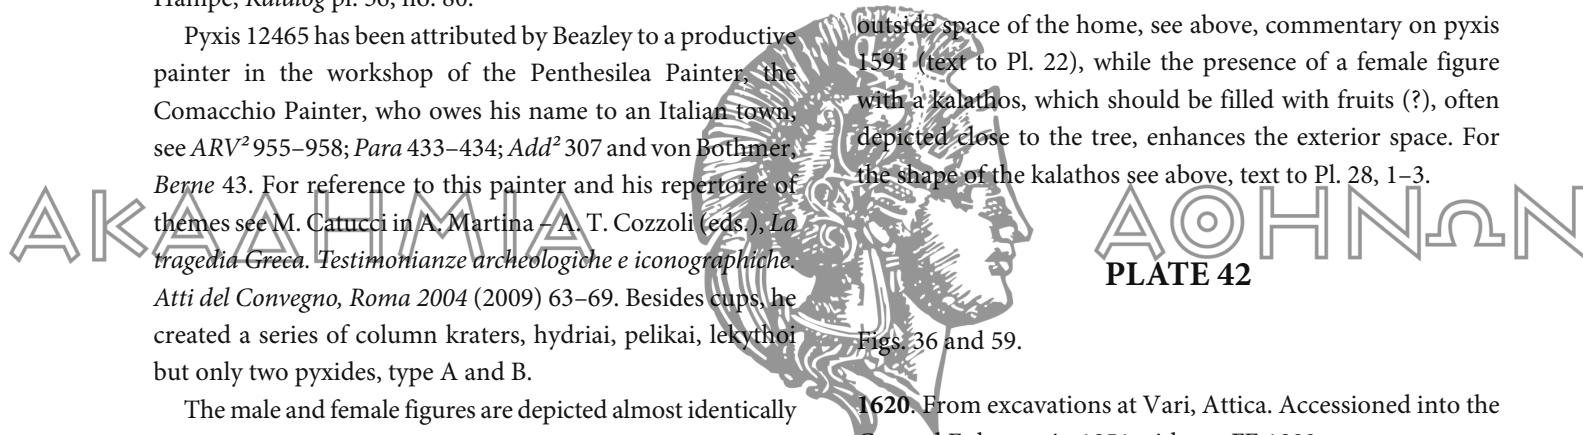 Hampe, Katalog pl. 36, no. 80.
Pyxis 12465 has been attributed by Beazley to a productive
painter in the workshop of the Penthesilea Painter, the
Comacchio Painter, who owes his name to an Italian town,
see ARV² 955–958; Para 433–434; Add² 307 and von Bothmer,
Berne 43. For reference to this painter and his repertoire of
themes see M. Catucci in A. Martina – A. T. Cozzoli (eds.), La
tragedia Greca. Testimonianze archeologiche e iconographiche.
Atti del Convegno, Roma 2004 (2009) 63–69. Besides cups, he
created a series of column kraters, hydriai, pelikai, lekythoi
but only two pyxides, type A and B.
The male and female figures are depicted almost identically
outside space of the home, see above, commentary on pyxis
1591 (text to Pl. 22), while the presence of a female figure
with a kalathos, which should be filled with fruits (?), often
depicted close to the tree, enhances the exterior space. For
the shape of the kalathos see above, text to Pl. 28, 1–3.
PLATE 42
Figs. 36 and 59.
1620. From excavations at Vari, Attica. Accessioned into the
ΑΚΑΔΗΜΙΑ
ΑΘΗΝΩΝ